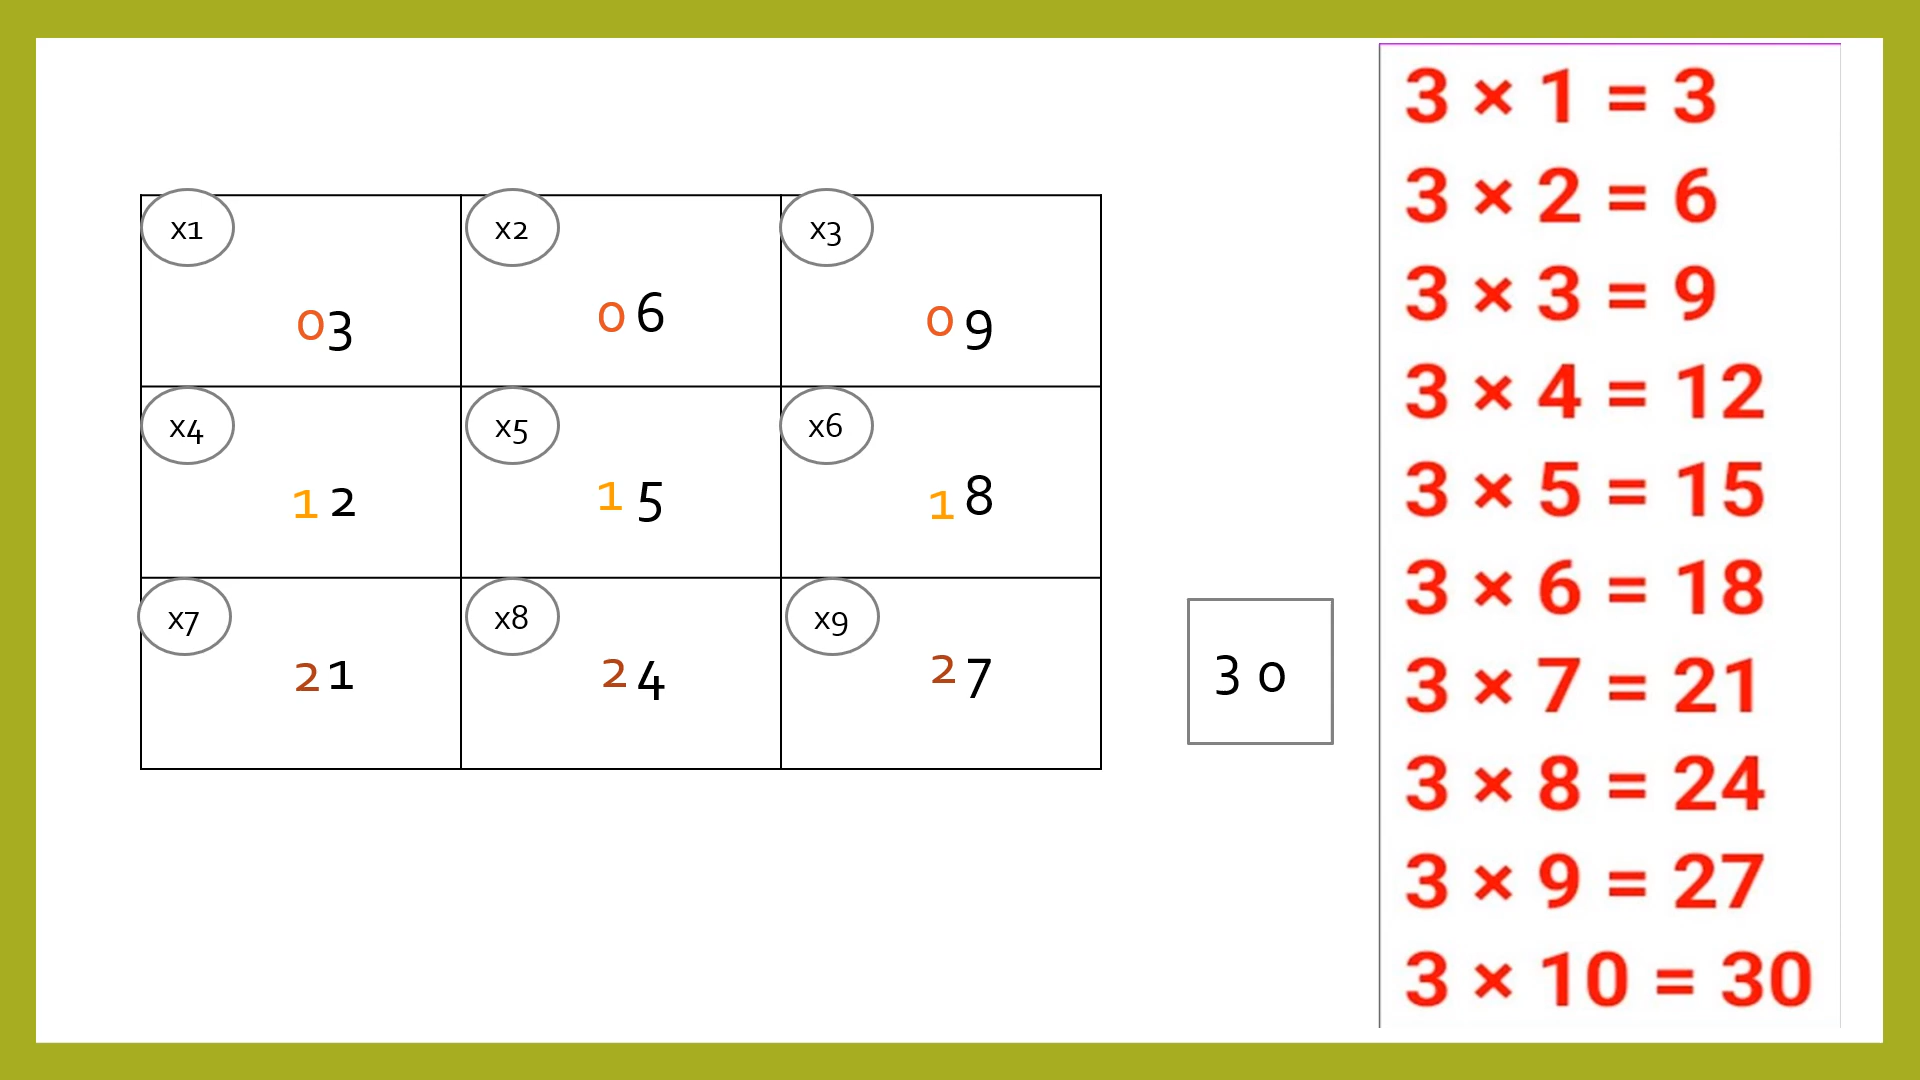 x1 x2 x3
03 06 09
x4 x5 x6
12 15 18
x7 x8 x9
21 24 27
30
3 × 1 = 3
3 × 2 = 6
3 × 3 = 9
3 × 4 = 12
3 × 5 = 15
3 × 6 = 18
3 × 7 = 21
3 × 8 = 24
3 × 9 = 27
3 × 10 = 30